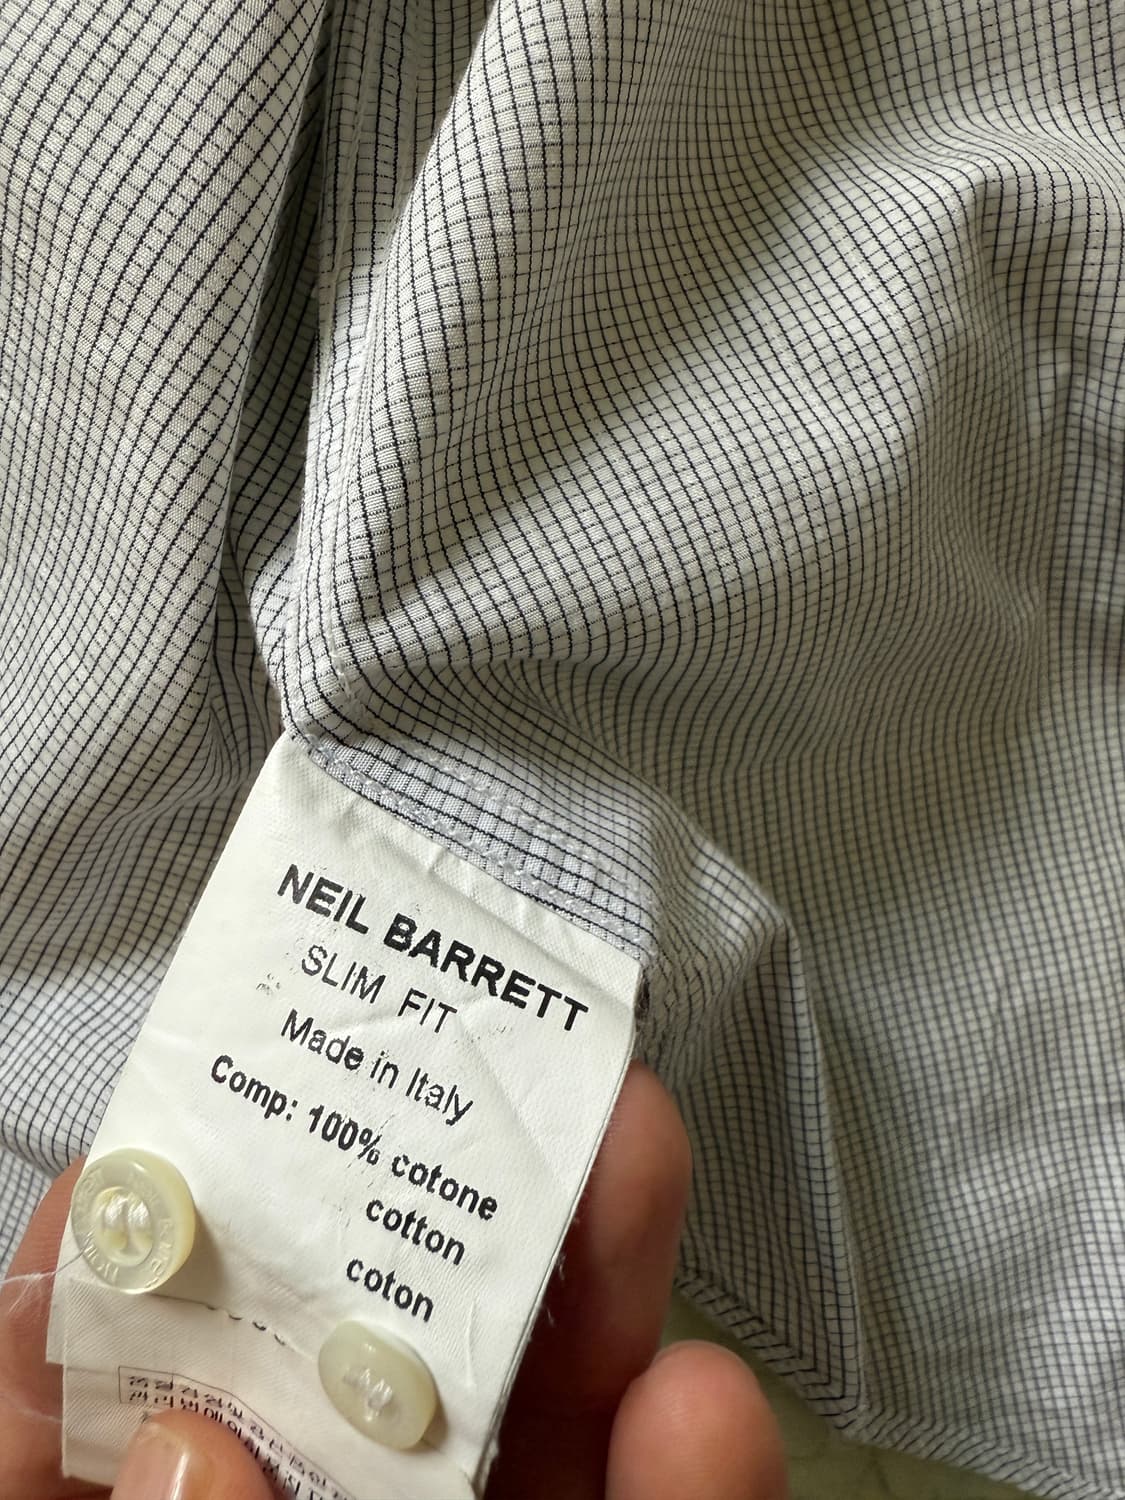 NEIL BARRETT
SLIM FIT
Made in Italy
Comp: 100% cotone
cotton
coton